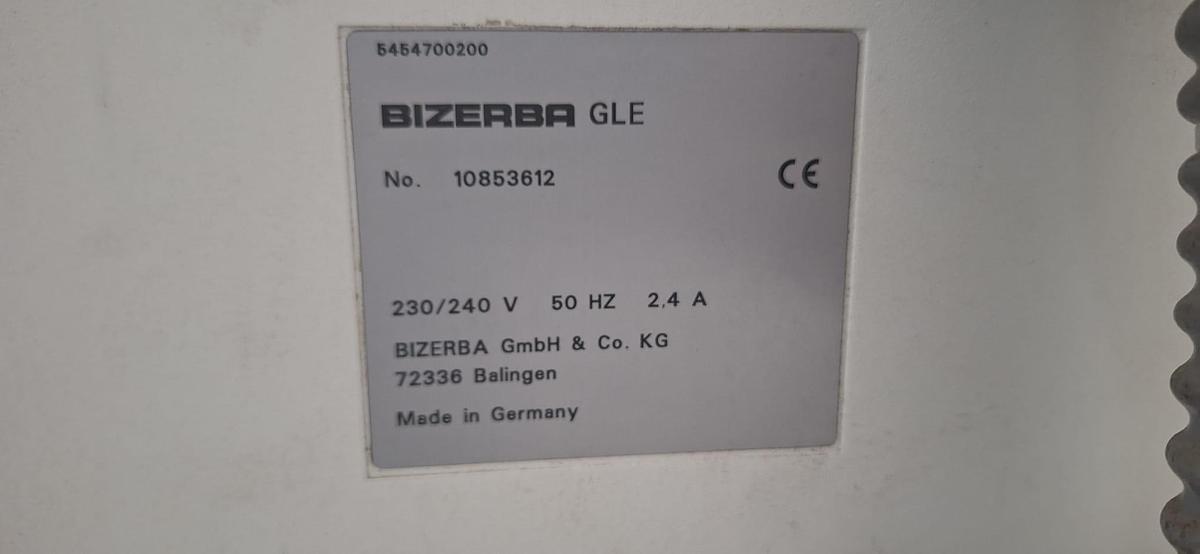 5454700200
BIZERBA GLE
No. 10853612
CE
230/240 V 50 HZ 2,4 A
BIZERBA GmbH & Co. KG
72336 Balingen
Made in Germany